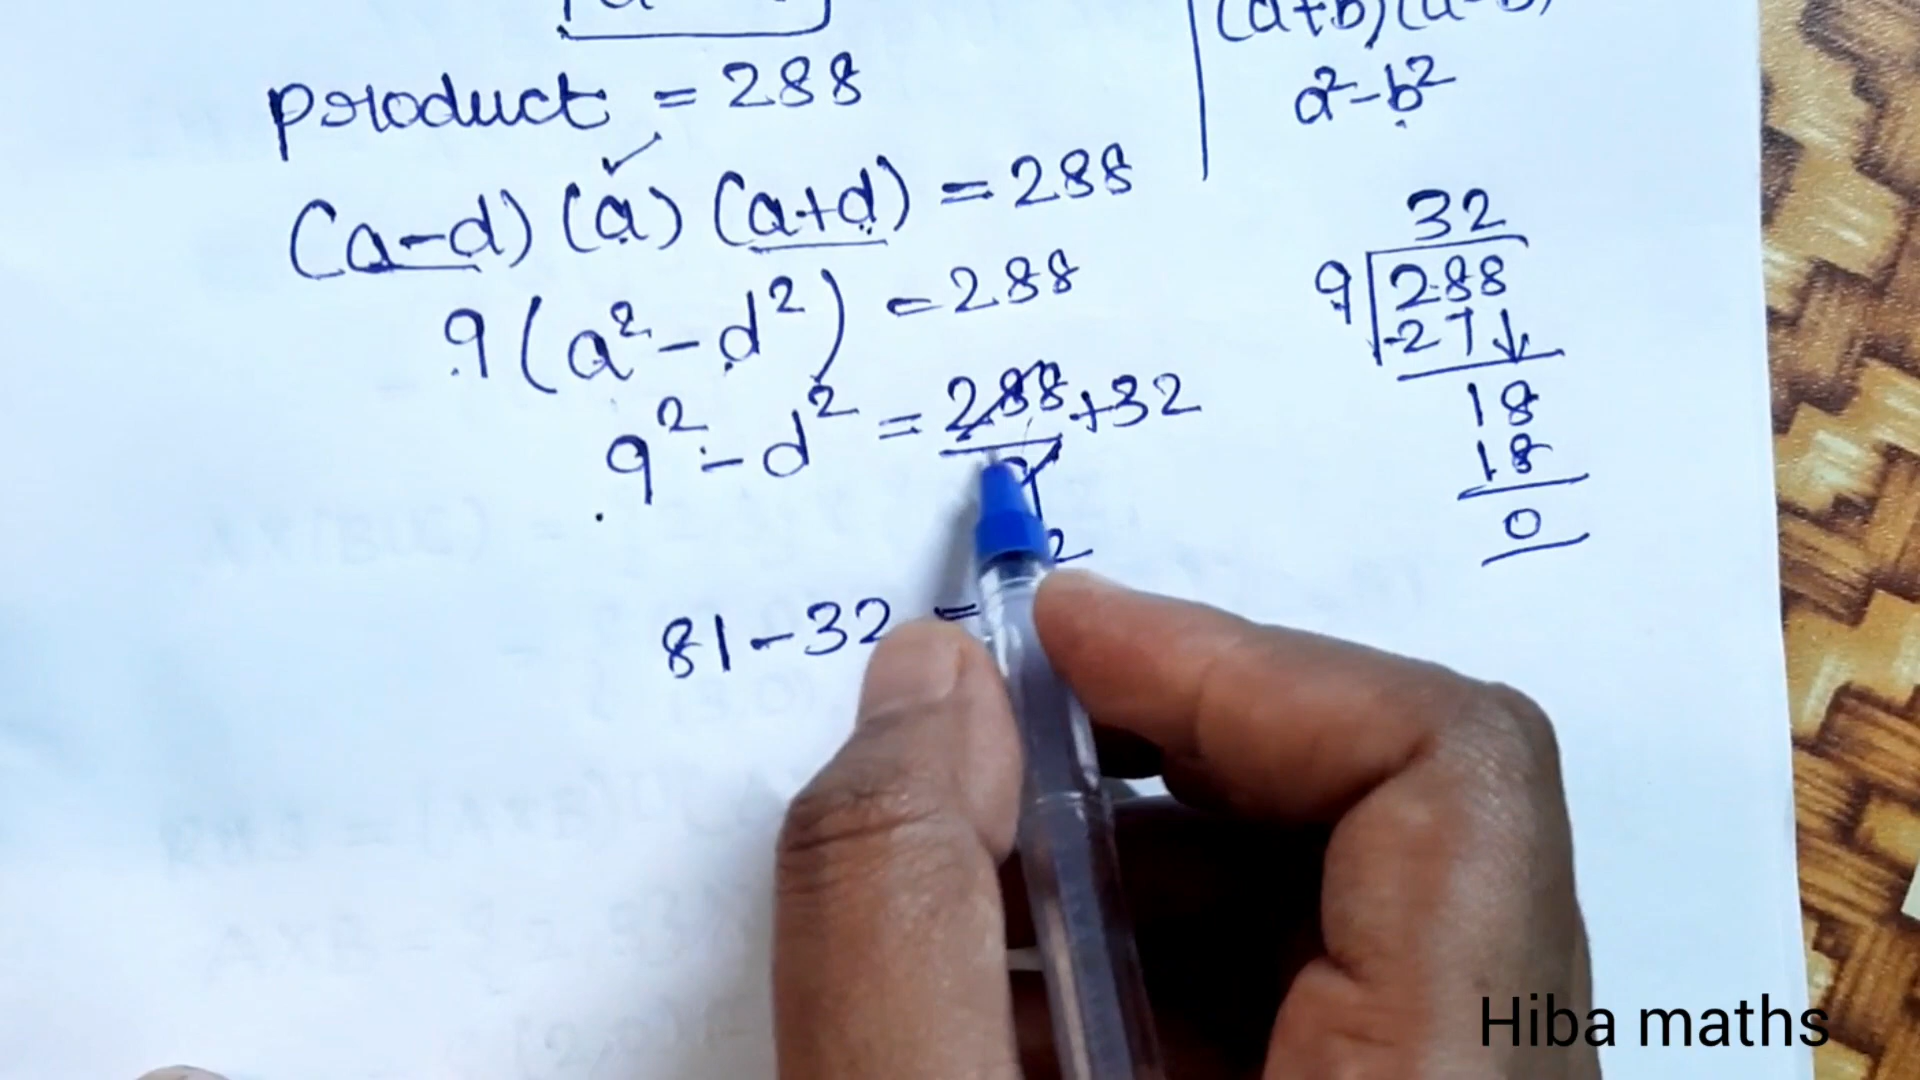 product = 288
(a-d) (a) (a+d) = 288
9(a² - d²) = 288
9² - d² = 288 +32
81 - 32 =
a²-b²
32
9 288
-27↓
18
18
0
Hiba maths